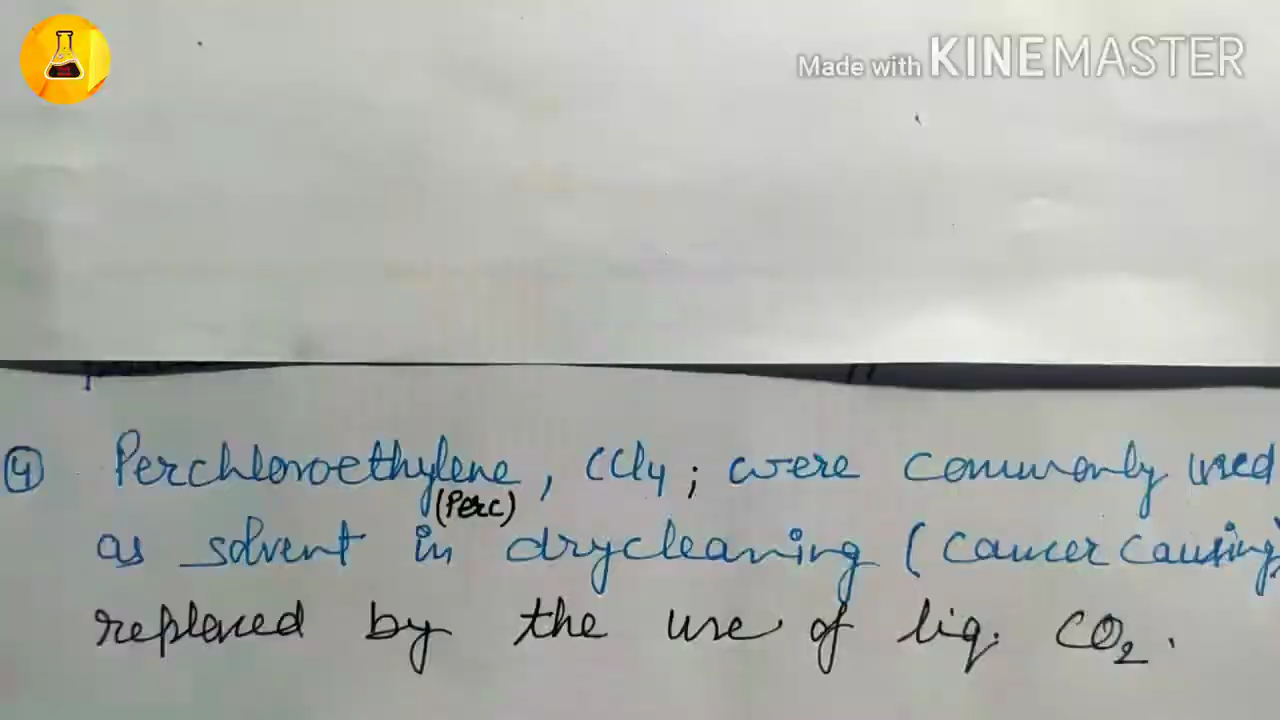 Made with KINEMASTER
④ Perchloroethylene, CCl4; were commonly used
(Perc)
as solvent in drycleaning (cancer causing)
replaced by the use of liq. CO2.